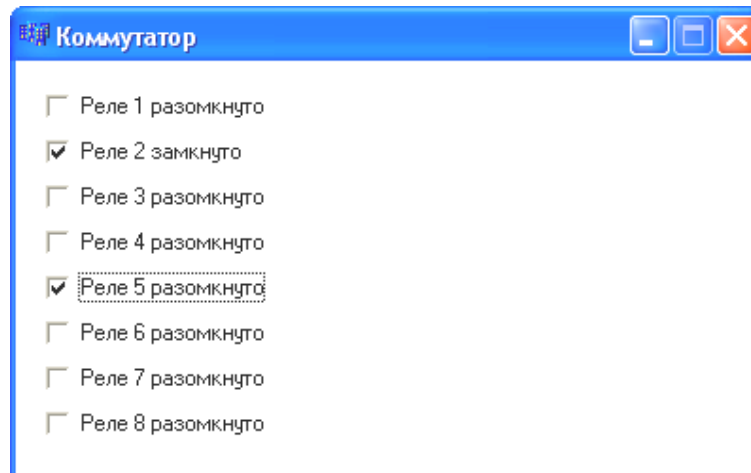 Коммутатор
Реле 1 разомкнуто
Реле 2 замкнуто
Реле 3 разомкнуто
Реле 4 разомкнуто
Реле 5 разомкнуто
Реле 6 разомкнуто
Реле 7 разомкнуто
Реле 8 разомкнуто